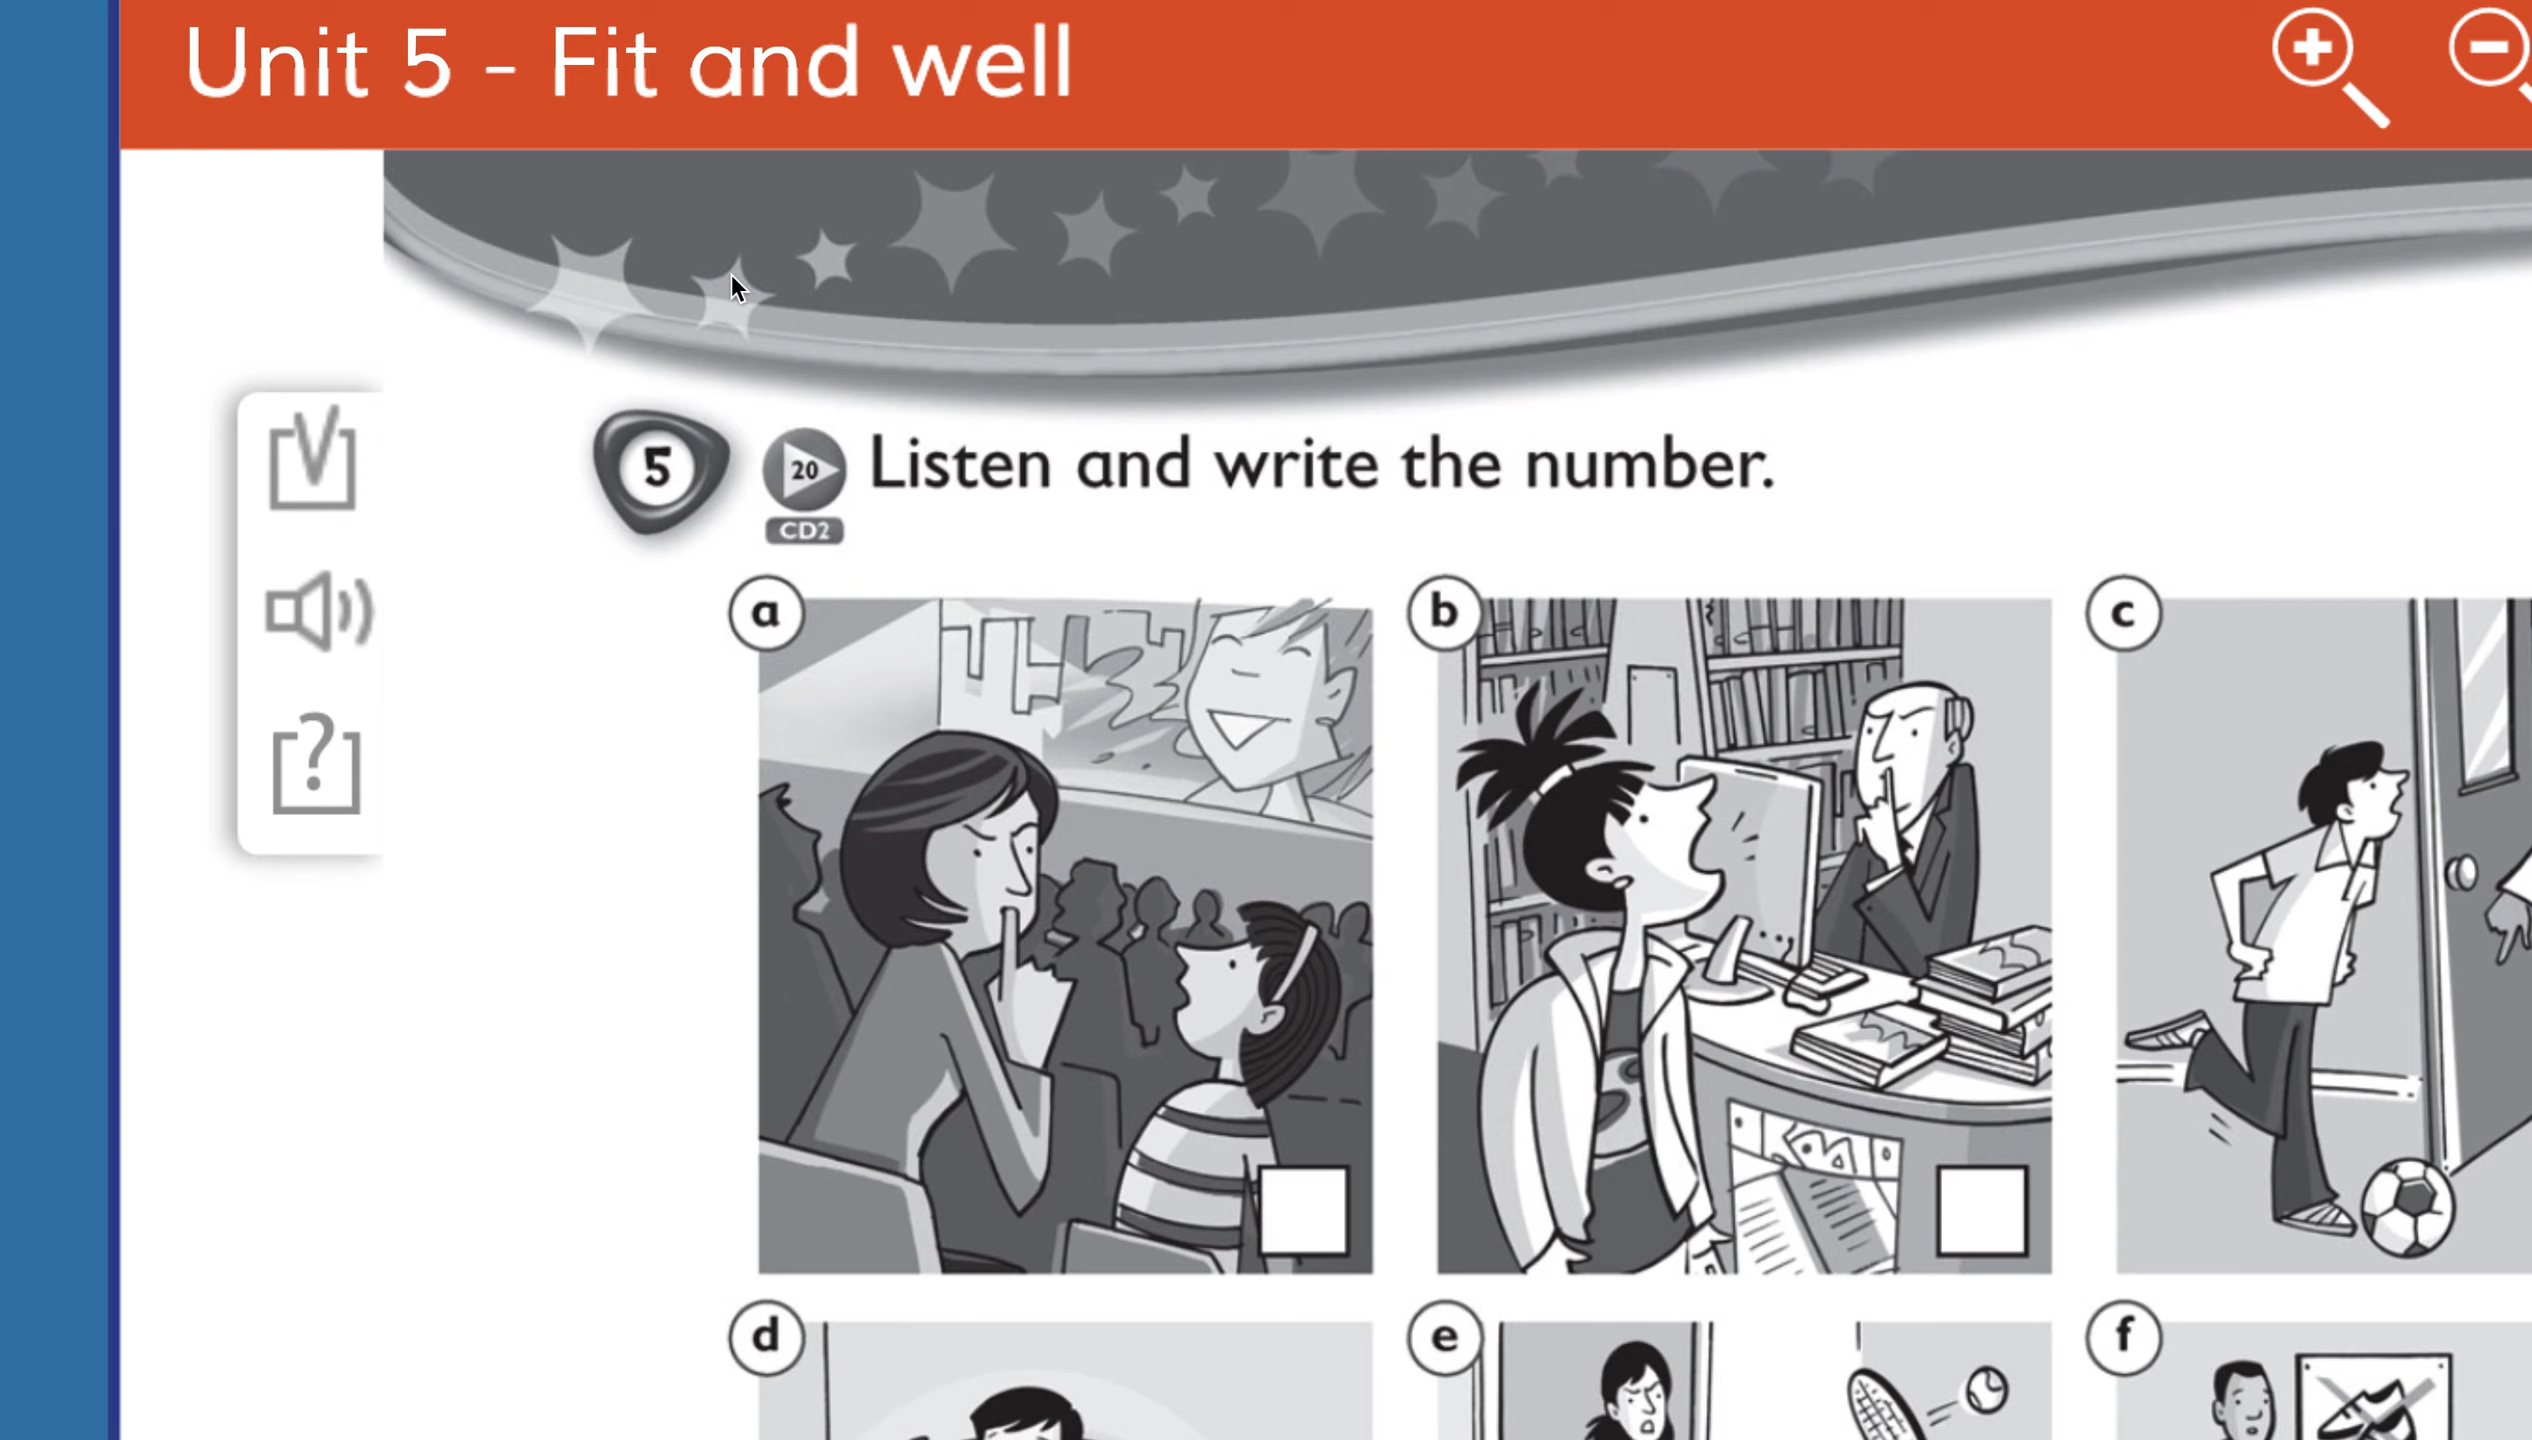 Unit 5 - Fit and well
5 20 Listen and write the number.
CD2
a
b
c
d
e
f